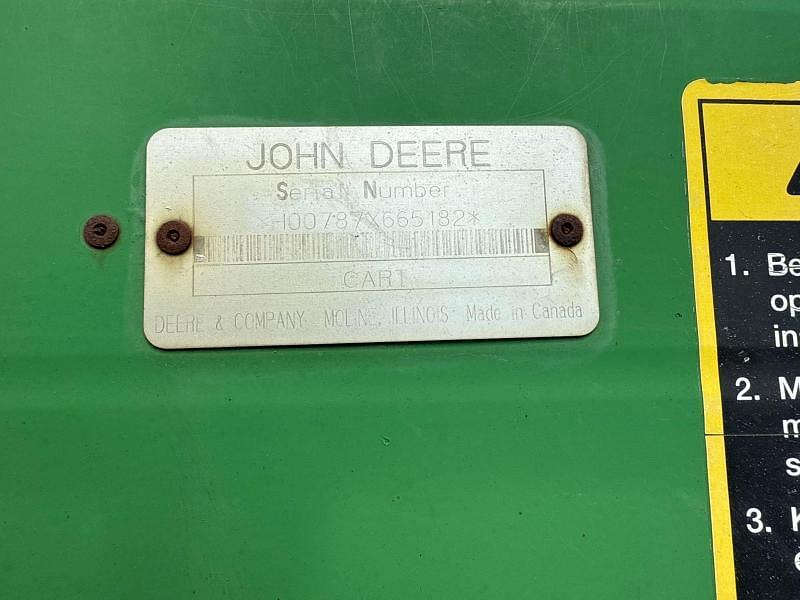 JOHN DEERE
Serial Number
H00787X665182*
CART
DEERE & COMPANY MOLINE, ILLINOIS Made in Canada
1. Be
op
in
2. M
m
s
3. K
e